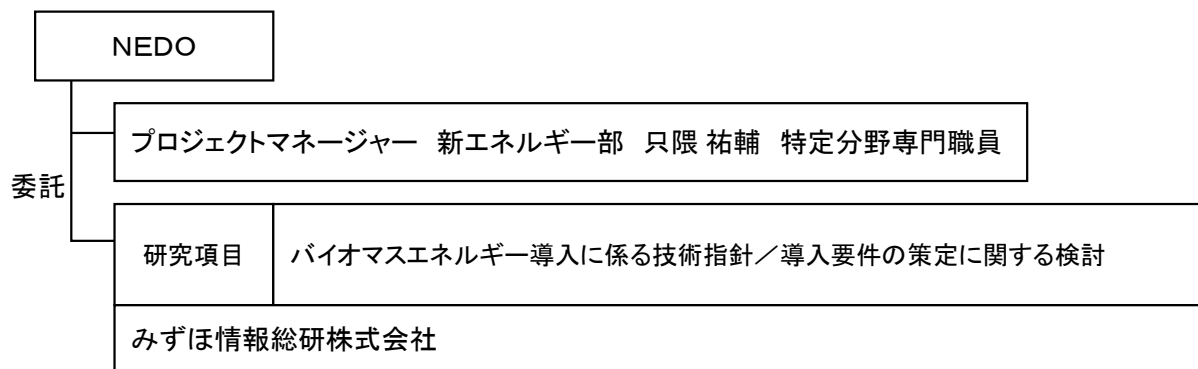 NEDO
プロジェクトマネージャー 新エネルギー部 只隈 祐輔 特定分野専門職員
委託
研究項目 バイオマスエネルギー導入に係る技術指針／導入要件の策定に関する検討
みずほ情報総研株式会社